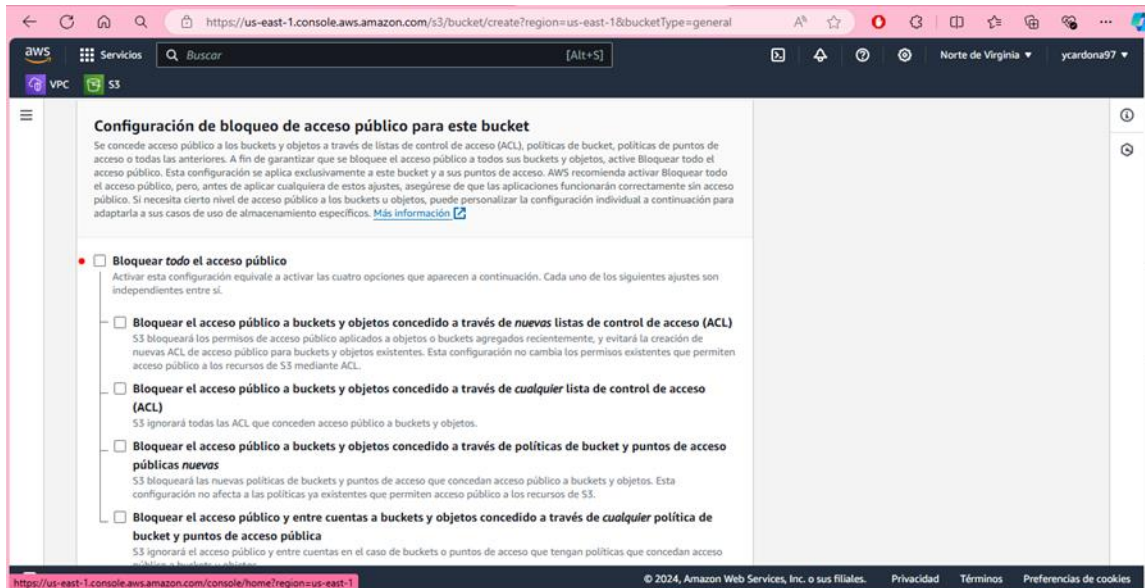 https://us-east-1.console.aws.amazon.com/s3/bucket/create?region=us-east-1&bucketType=general
aws
Servicios
Buscar
[Alt+S]
Norte de Virginia
ycardona97
VPC
S3
Configuración de bloqueo de acceso público para este bucket
Se concede acceso público a los buckets y objetos a través de listas de control de acceso (ACL), políticas de bucket, políticas de puntos de
acceso o todas las anteriores. A fin de garantizar que se bloquee el acceso público a todos sus buckets y objetos, active Bloquear todo el
acceso público. Esta configuración se aplica exclusivamente a este bucket y a sus puntos de acceso. AWS recomienda activar Bloquear todo
el acceso público, pero, antes de aplicar cualquiera de estos ajustes, asegúrese de que las aplicaciones funcionarán correctamente sin acceso
público. Si necesita cierto nivel de acceso público a los buckets u objetos, puede personalizar la configuración individual a continuación para
adaptarla a sus casos de uso de almacenamiento específicos. Más información
Bloquear todo el acceso público
Activar esta configuración equivale a activar las cuatro opciones que aparecen a continuación. Cada uno de los siguientes ajustes son
independientes entre sí.
Bloquear el acceso público a buckets y objetos concedido a través de nuevas listas de control de acceso (ACL)
S3 bloqueará los permisos de acceso público aplicados a objetos o buckets agregados recientemente, y evitará la creación de
nuevas ACL de acceso público para buckets y objetos existentes. Esta configuración no cambia los permisos existentes que permiten
acceso público a los recursos de S3 mediante ACL.
Bloquear el acceso público a buckets y objetos concedido a través de cualquier lista de control de acceso
(ACL)
S3 ignorará todas las ACL que conceden acceso público a buckets y objetos.
Bloquear el acceso público a buckets y objetos concedido a través de políticas de bucket y puntos de acceso
públicas nuevas
S3 bloqueará las nuevas políticas de buckets y puntos de acceso que concedan acceso público a buckets y objetos. Esta
configuración no afecta a las políticas ya existentes que permiten acceso público a los recursos de S3.
Bloquear el acceso público y entre cuentas a buckets y objetos concedido a través de cualquier política de
bucket y puntos de acceso pública
S3 ignorará el acceso público y entre cuentas en el caso de buckets o puntos de acceso que tengan políticas que concedan acceso
público a buckets y objetos.
https://us-east-1.console.aws.amazon.com/console/home?region=us-east-1
© 2024, Amazon Web Services, Inc. o sus filiales.
Privacidad
Términos
Preferencias de cookies